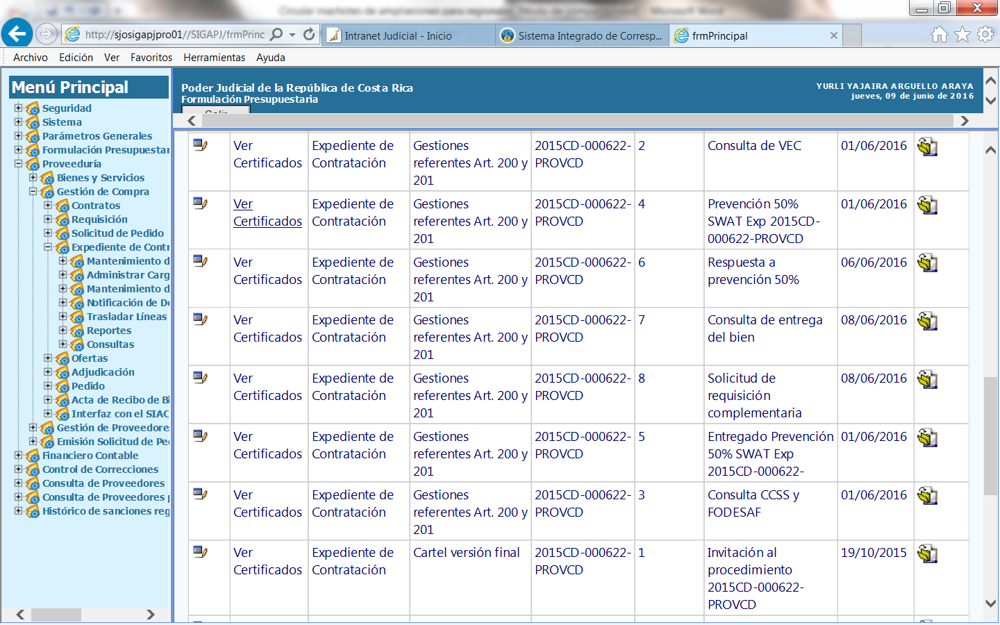 Circular machotes de ampliaciones para regionales [Modo de compatibilidad] - Microsoft Word
http://sjosigapjpro01//SIGAPJ/frmPrinc
Intranet Judicial - Inicio
Sistema Integrado de Corresp...
frmPrincipal
Archivo Edición Ver Favoritos Herramientas Ayuda
Menú Principal
Seguridad
Sistema
Parámetros Generales
Formulación Presupuestar
Proveeduría
Bienes y Servicios
Gestión de Compra
Contratos
Requisición
Solicitud de Pedido
Expediente de Contr
Mantenimiento d
Administrar Carg
Mantenimiento d
Notificación de De
Trasladar Líneas
Reportes
Consultas
Ofertas
Adjudicación
Pedido
Acta de Recibo de Bi
Interfaz con el SIAC
Gestión de Proveedore
Emisión Solicitud de Pe
Financiero Contable
Control de Correcciones
Consulta de Proveedores
Consulta de Proveedores p
Histórico de sanciones reg
Poder Judicial de la República de Costa Rica
Formulación Presupuestaria
Salir
YURLI YAJAIRA ARGUELLO ARAYA
jueves, 09 de junio de 2016
Ver Expediente de Gestiones 2015CD-000622- 2 Consulta de VEC 01/06/2016
Certificados Contratación referentes Art. 200 y PROVCD
201
Ver Expediente de Gestiones 2015CD-000622- 4 Prevención 50% 01/06/2016
Certificados Contratación referentes Art. 200 y PROVCD SWAT Exp 2015CD-
201 000622-PROVCD
Ver Expediente de Gestiones 2015CD-000622- 6 Respuesta a 06/06/2016
Certificados Contratación referentes Art. 200 y PROVCD prevención 50%
201
Ver Expediente de Gestiones 2015CD-000622- 7 Consulta de entrega 08/06/2016
Certificados Contratación referentes Art. 200 y PROVCD del bien
201
Ver Expediente de Gestiones 2015CD-000622- 8 Solicitud de 08/06/2016
Certificados Contratación referentes Art. 200 y PROVCD requisición
201 complementaria
Ver Expediente de Gestiones 2015CD-000622- 5 Entregado Prevención 01/06/2016
Certificados Contratación referentes Art. 200 y PROVCD 50% SWAT Exp
201 2015CD-000622-
Ver Expediente de Gestiones 2015CD-000622- 3 Consulta CCSS y 01/06/2016
Certificados Contratación referentes Art. 200 y PROVCD FODESAF
201
Ver Expediente de Cartel versión final 2015CD-000622- 1 Invitación al 19/10/2015
Certificados Contratación PROVCD procedimiento
2015CD-000622-
PROVCD